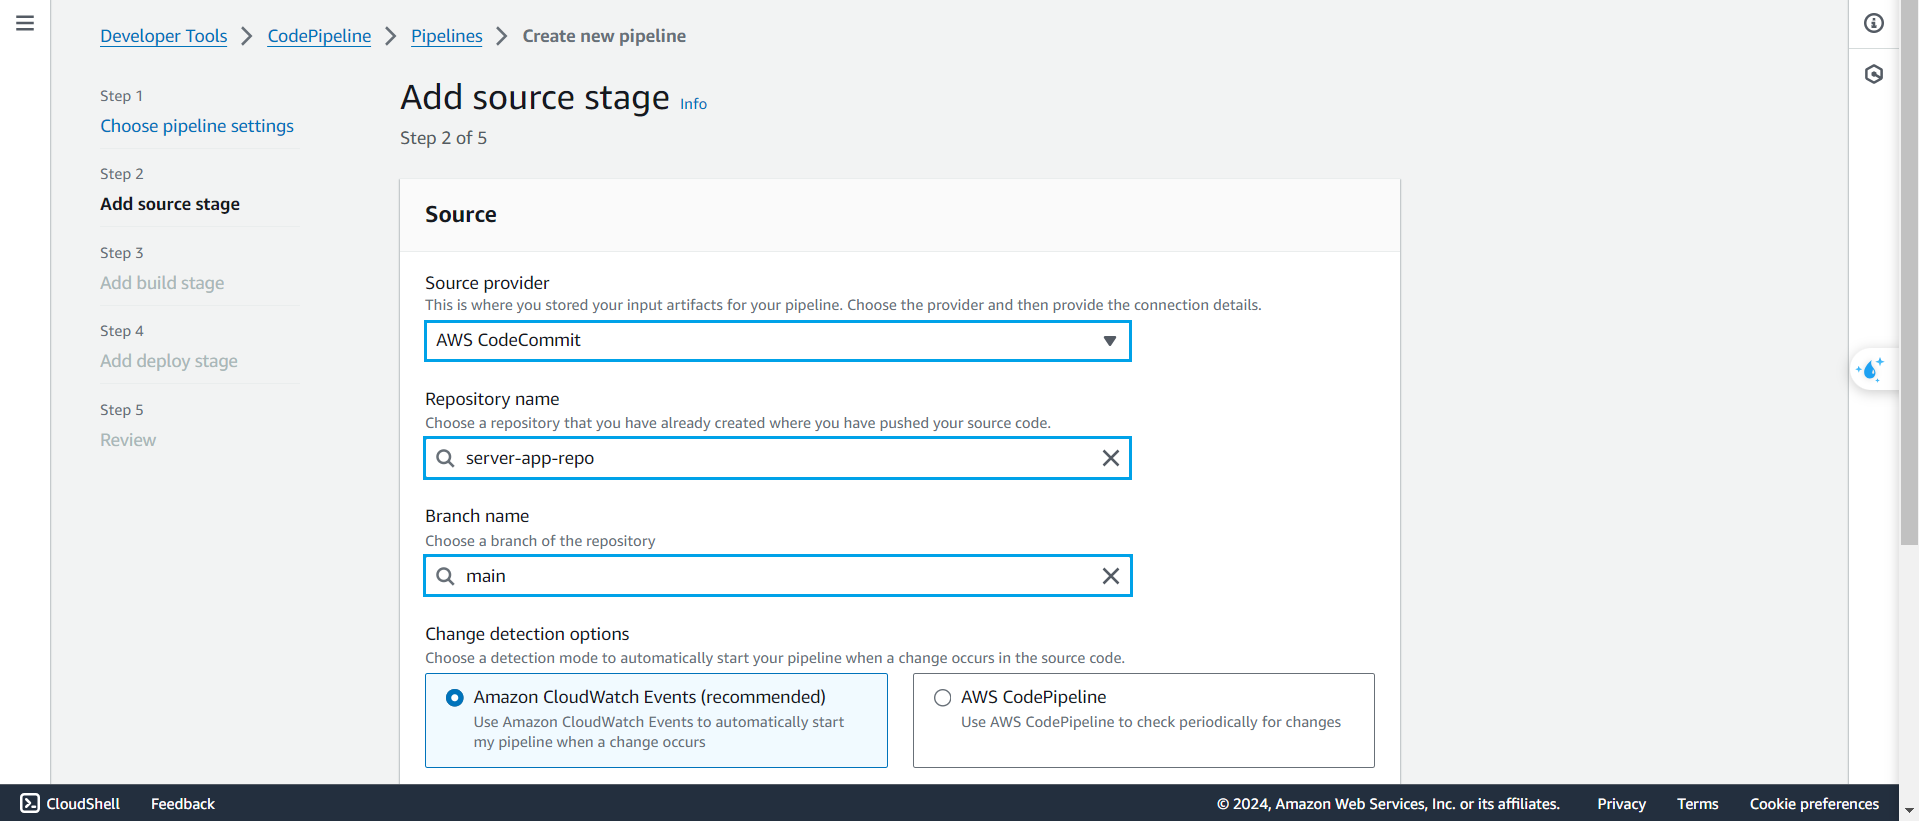 Developer Tools > CodePipeline > Pipelines > Create new pipeline
Step 1
Choose pipeline settings
Step 2
Add source stage
Step 3
Add build stage
Step 4
Add deploy stage
Step 5
Review
Add source stage Info
Step 2 of 5
Source
Source provider
This is where you stored your input artifacts for your pipeline. Choose the provider and then provide the connection details.
AWS CodeCommit
Repository name
Choose a repository that you have already created where you have pushed your source code.
server-app-repo
Branch name
Choose a branch of the repository
main
Change detection options
Choose a detection mode to automatically start your pipeline when a change occurs in the source code.
Amazon CloudWatch Events (recommended)
Use Amazon CloudWatch Events to automatically start
my pipeline when a change occurs
AWS CodePipeline
Use AWS CodePipeline to check periodically for changes
CloudShell Feedback © 2024, Amazon Web Services, Inc. or its affiliates. Privacy Terms Cookie preferences